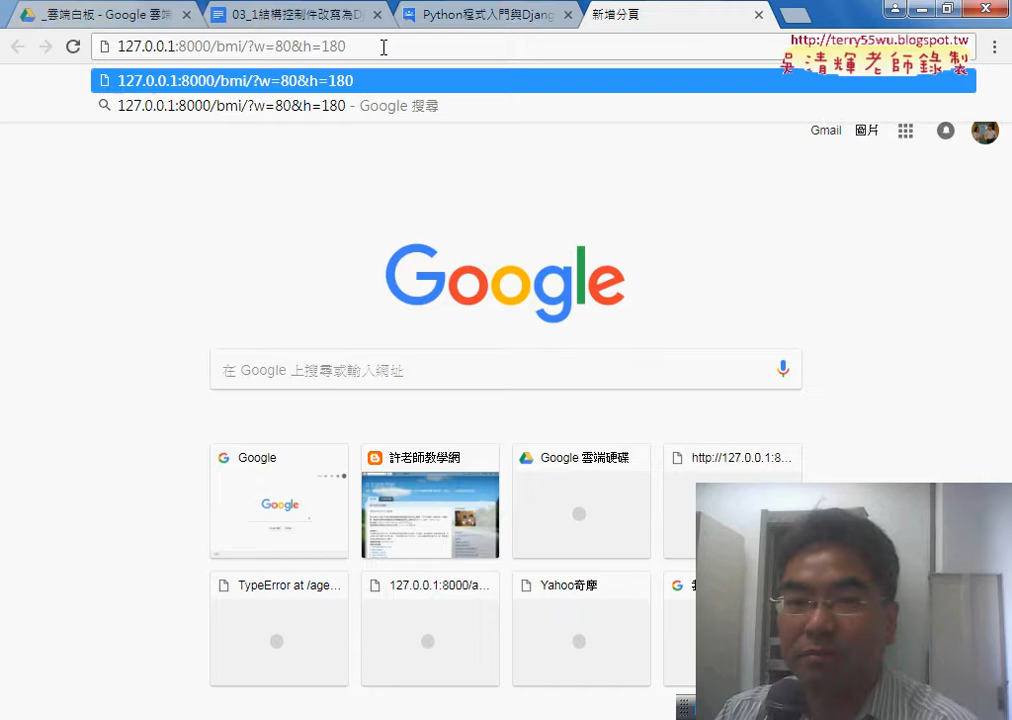 _雲端白板 - Google 雲端
03_1結構控制件改寫為Dj
Python程式入門與Djang
新增分頁
127.0.0.1:8000/bmi/?w=80&h=180
http://terry55wu.blogspot.tw
吳清輝老師錄製
127.0.0.1:8000/bmi/?w=80&h=180
127.0.0.1:8000/bmi/?w=80&h=180 - Google 搜尋
Gmail 圖片
Google
在 Google 上搜尋或輸入網址
Google
許老師教學網
Google 雲端硬碟
http://127.0.0.1:8...
Google
TypeError at /age...
127.0.0.1:8000/a...
Yahoo奇摩